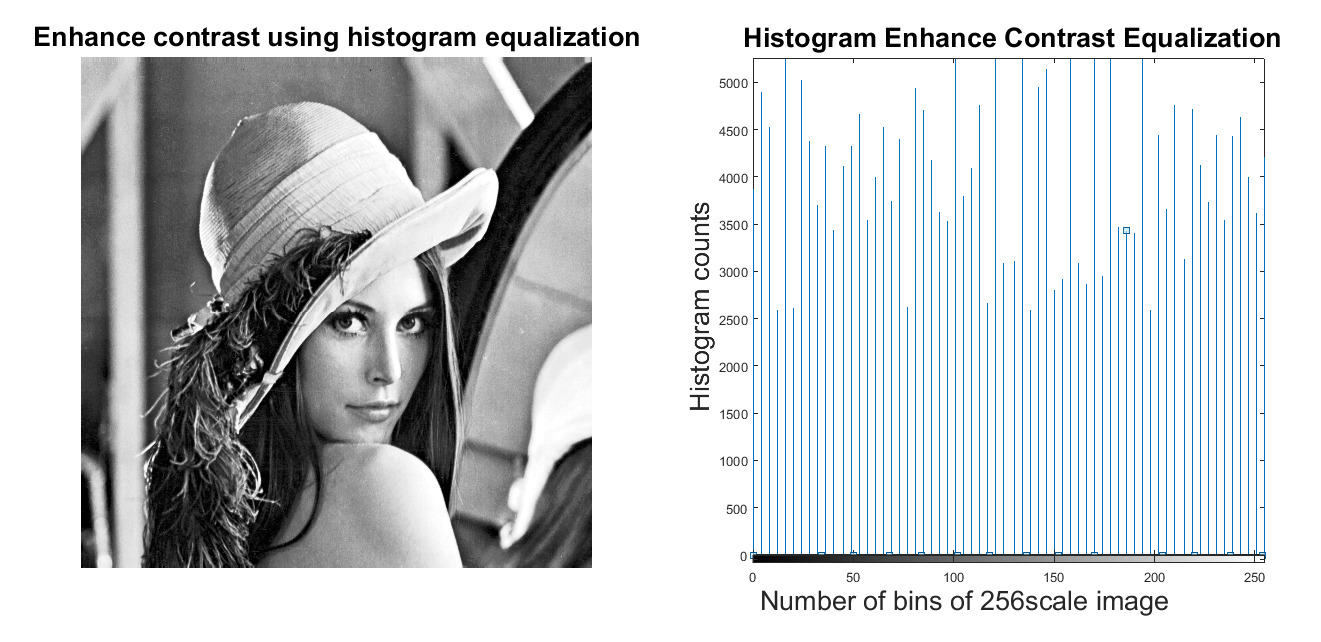 Enhance contrast using histogram equalization
Histogram Enhance Contrast Equalization
Histogram counts
5000
4500
4000
3500
3000
2500
2000
1500
1000
500
0
0 50 100 150 200 250
Number of bins of 256scale image